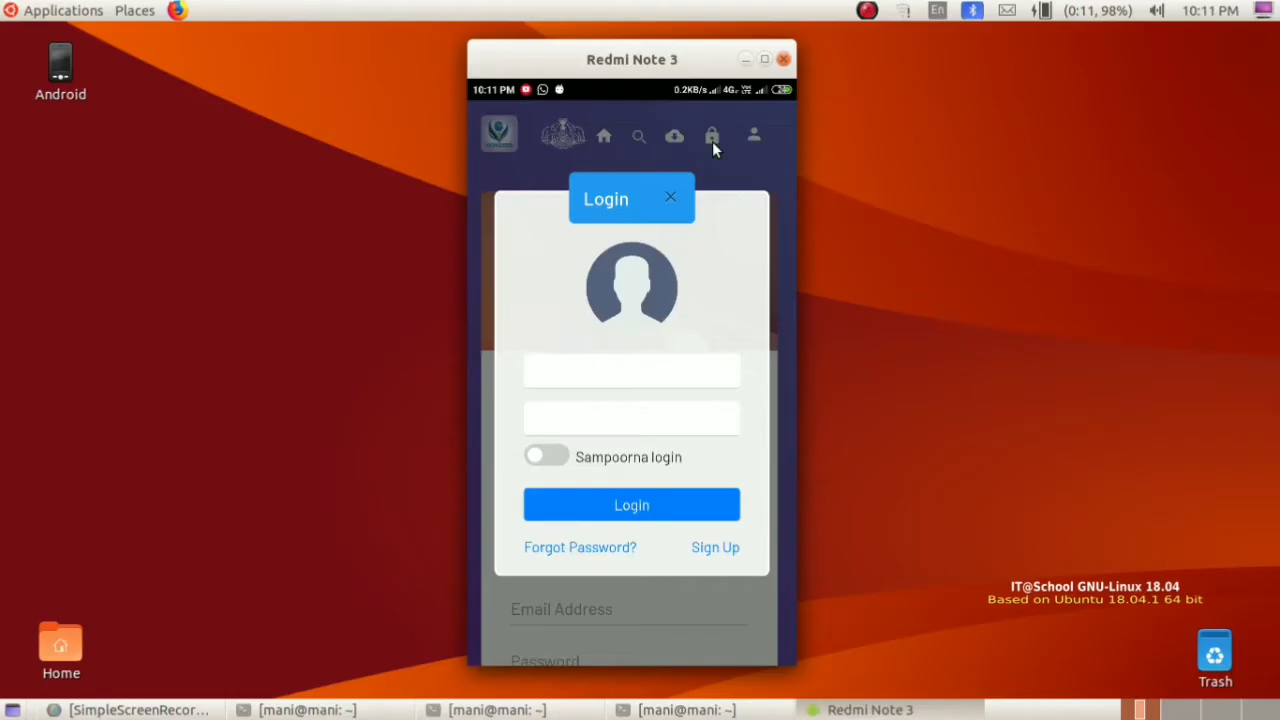 Applications Places En (0:11, 98%) 10:11 PM
Android
Redmi Note 3
10:11 PM 0.2KB/s 4G
Login
Sampoorna login
Login
Forgot Password? Sign Up
Email Address
Password
IT@School GNU-Linux 18.04
Based on Ubuntu 18.04.1 64 bit
Home
Trash
[SimpleScreenRecor... [mani@mani: ~] [mani@mani: ~] [mani@mani: ~] Redmi Note 3